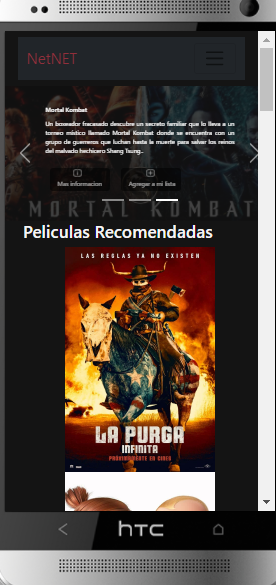 NetNET
Mortal Kombat
Un boxeador fracasado descubre un secreto familiar que lo lleva a un
torneo místico llamado Mortal Kombat donde se encuentra con un
grupo de guerreros que luchan hasta la muerte para salvar los reinos
del malvado hechicero Shang Tsung..
Mas informacion
Agregar a mi lista
MORTAL KOMBAT
Peliculas Recomendadas
LAS REGLAS YA NO EXISTEN
LA PURGA
INFINITA
PRÓXIMAMENTE EN CINES
hTC